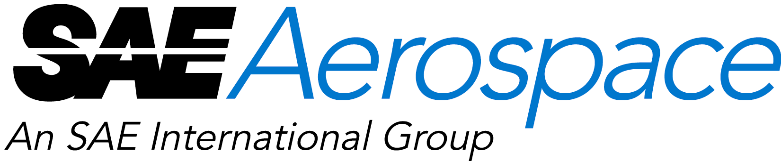 SAE Aerospace
An SAE International Group